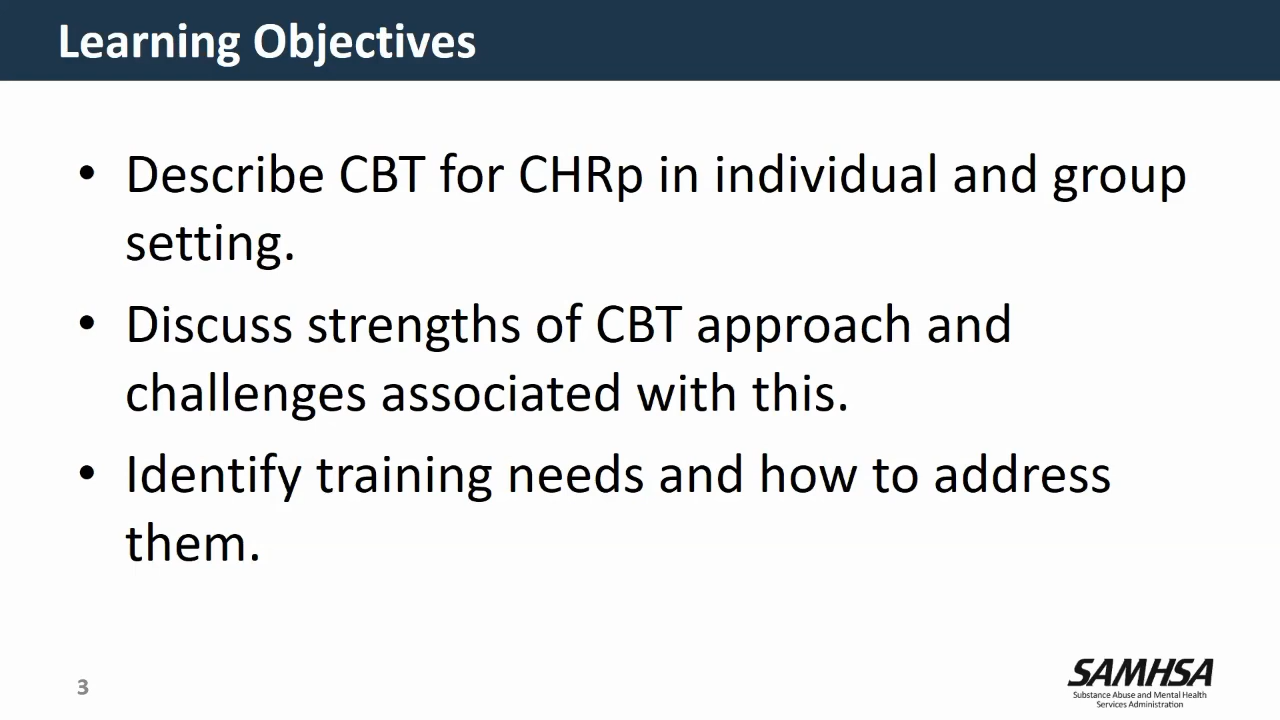 Learning Objectives
• Describe CBT for CHRp in individual and group
setting.
• Discuss strengths of CBT approach and
challenges associated with this.
• Identify training needs and how to address
them.
3
SAMHSA
Substance Abuse and Mental Health
Services Administration